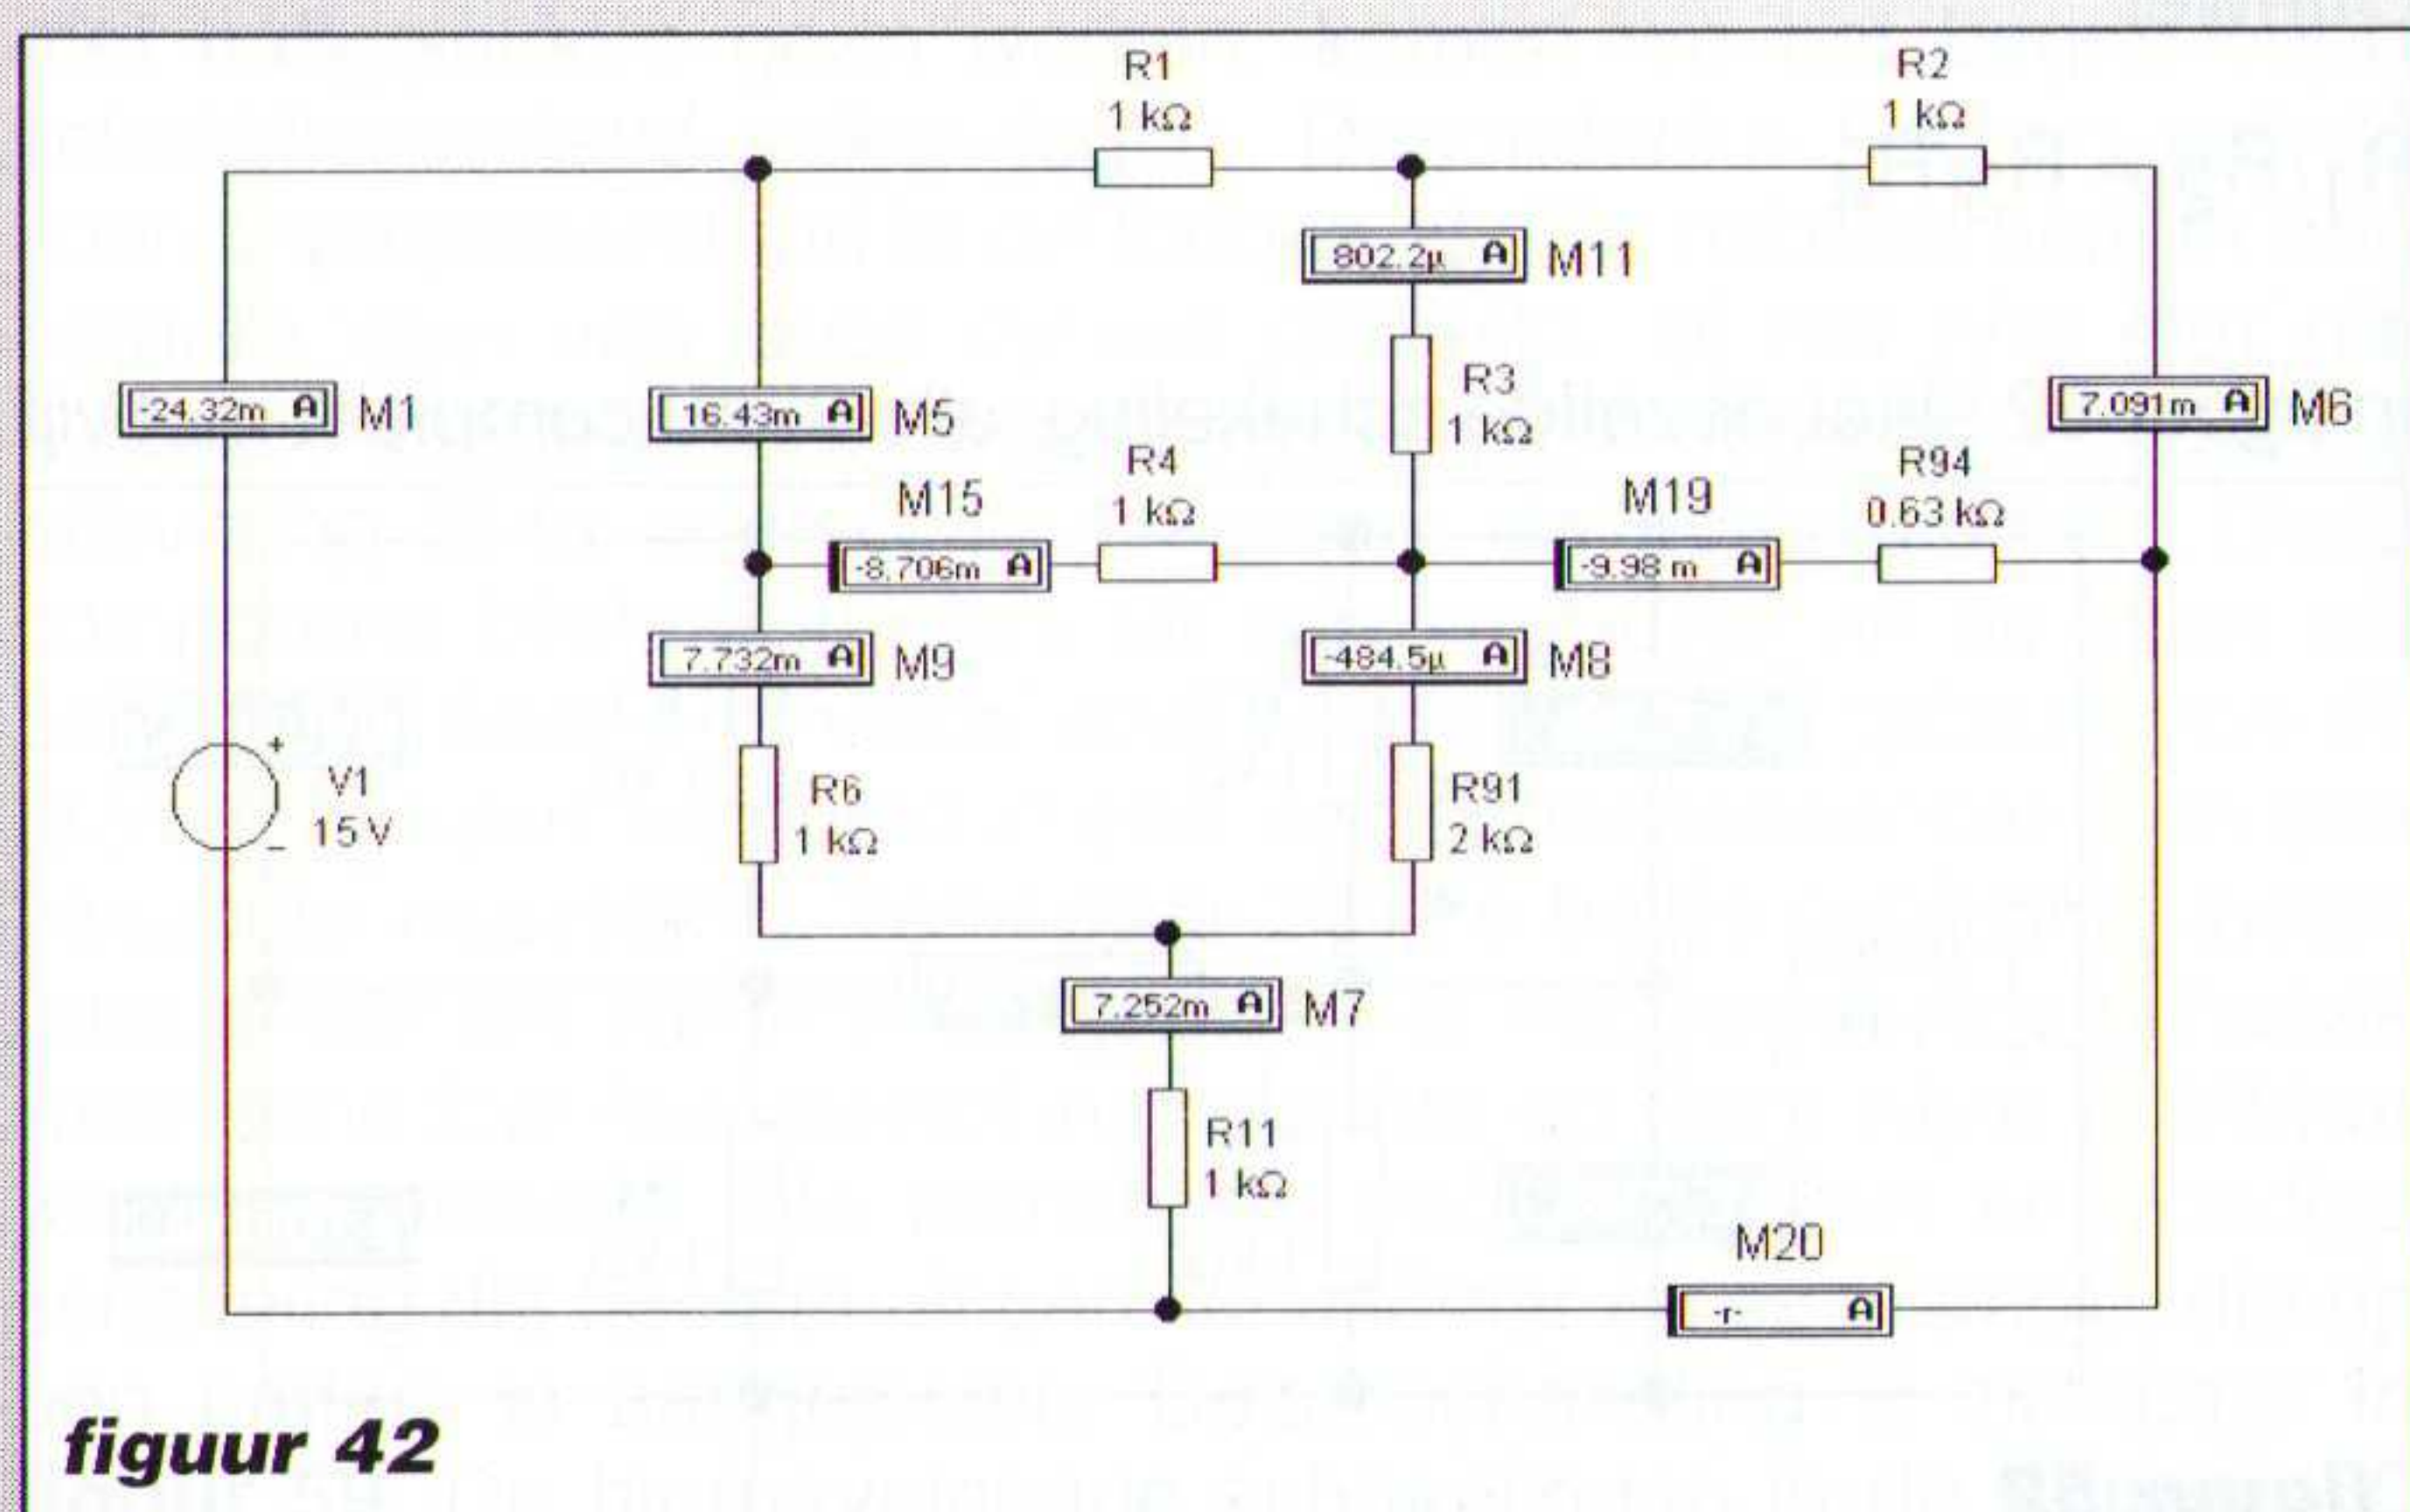 R1
1 kΩ
R2
1 kΩ
802.2µ A M11
-24.32m A M1
16.43m A M5
R3
1 kΩ
7.091m A M6
M15
R4
1 kΩ
M19
R94
0.63 kΩ
-8.706m A
-9.98 m A
7.732m A M9
-484.5µ A M8
+
V1
15 V
–
R6
1 kΩ
R91
2 kΩ
7.252m A M7
R11
1 kΩ
M20
-r- A
figuur 42